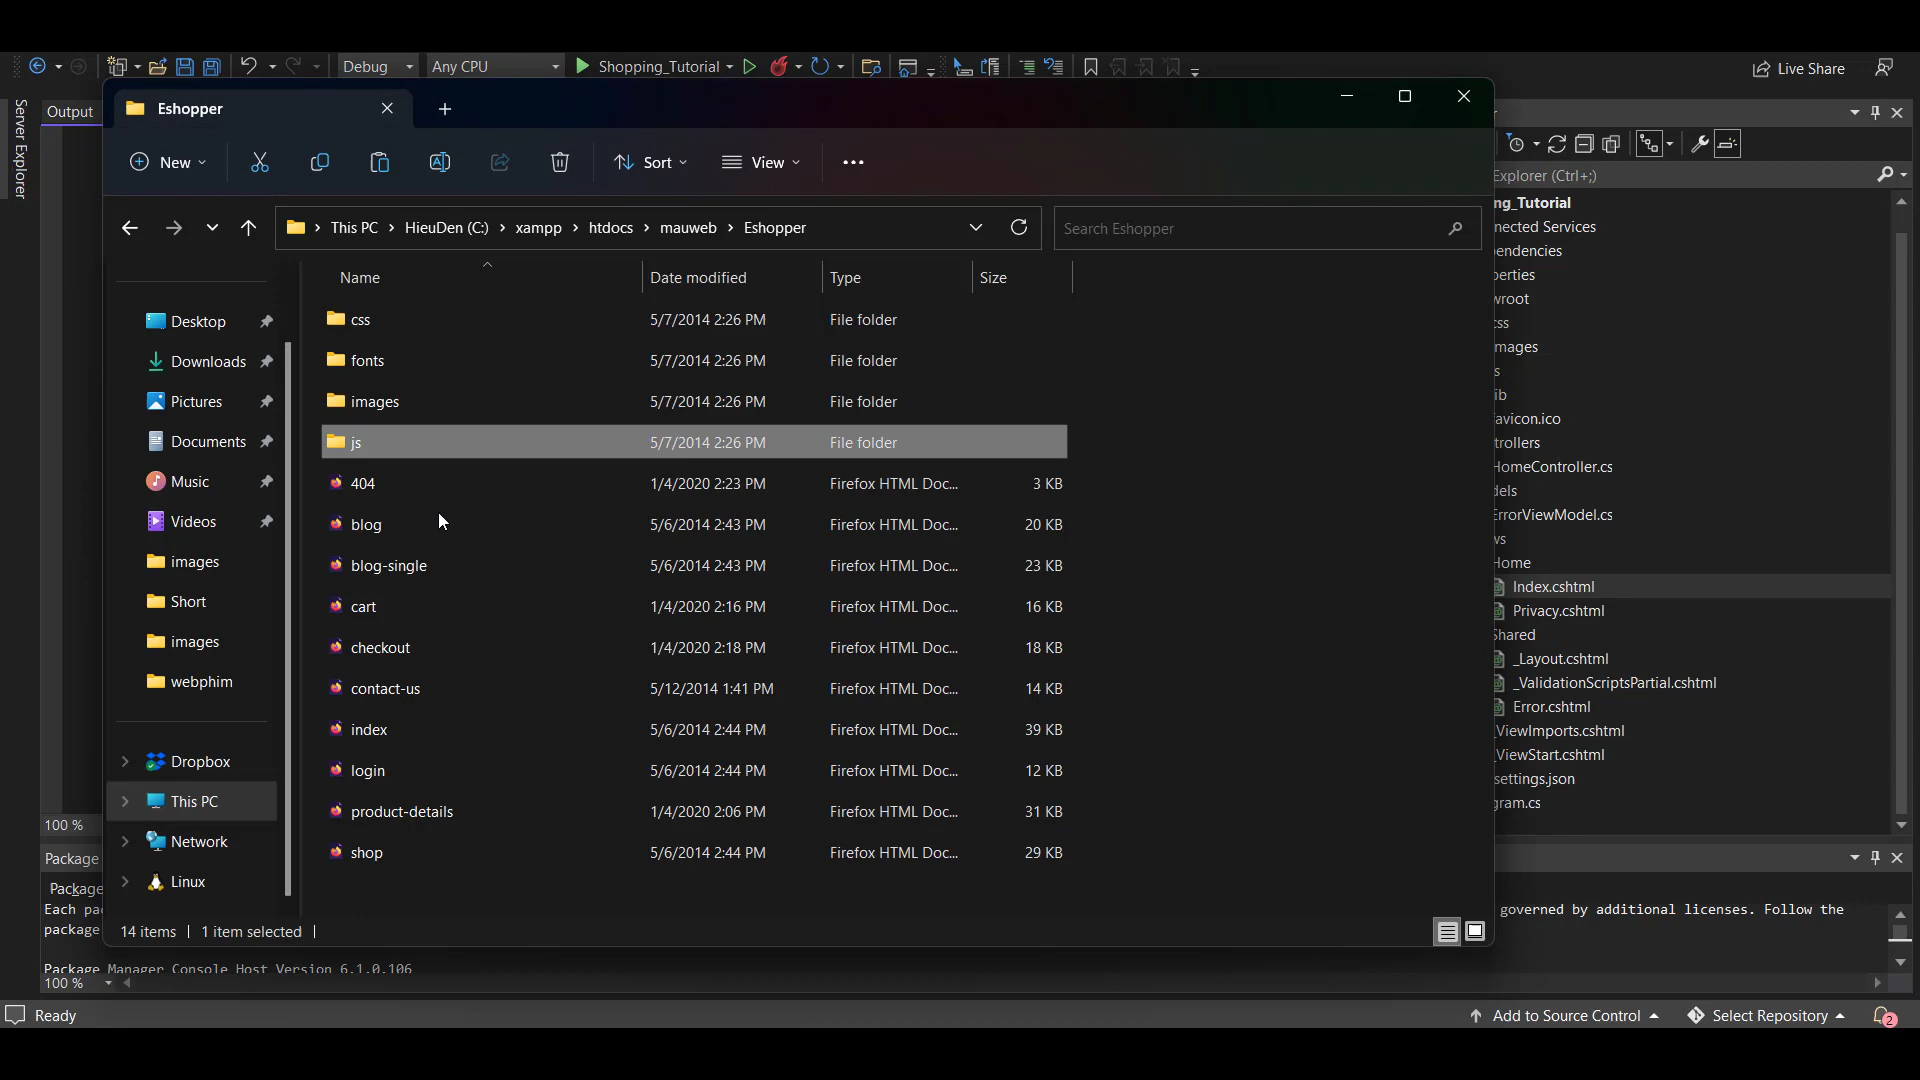 Debug
Any CPU
Shopping_Tutorial
Live Share
Server Explorer
Output
Eshopper
New
Sort
View
This PC > HieuDen (C:) > xampp > htdocs > mauweb > Eshopper
Search Eshopper
Name Date modified Type Size
css 5/7/2014 2:26 PM File folder
fonts 5/7/2014 2:26 PM File folder
images 5/7/2014 2:26 PM File folder
js 5/7/2014 2:26 PM File folder
404 1/4/2020 2:23 PM Firefox HTML Doc... 3 KB
blog 5/6/2014 2:43 PM Firefox HTML Doc... 20 KB
blog-single 5/6/2014 2:43 PM Firefox HTML Doc... 23 KB
cart 1/4/2020 2:16 PM Firefox HTML Doc... 16 KB
checkout 1/4/2020 2:18 PM Firefox HTML Doc... 18 KB
contact-us 5/12/2014 1:41 PM Firefox HTML Doc... 14 KB
index 5/6/2014 2:44 PM Firefox HTML Doc... 39 KB
login 5/6/2014 2:44 PM Firefox HTML Doc... 12 KB
product-details 1/4/2020 2:06 PM Firefox HTML Doc... 31 KB
shop 5/6/2014 2:44 PM Firefox HTML Doc... 29 KB
Desktop
Downloads
Pictures
Documents
Music
Videos
images
Short
images
webphim
Dropbox
This PC
Network
Linux
14 items
1 item selected
Explorer (Ctrl+;)
ng_Tutorial
nected Services
endencies
erties
wroot
css
mages
s
ib
avicon.ico
trollers
HomeController.cs
dels
ErrorViewModel.cs
ws
Home
Index.cshtml
Privacy.cshtml
Shared
_Layout.cshtml
_ValidationScriptsPartial.cshtml
Error.cshtml
_ViewImports.cshtml
_ViewStart.cshtml
settings.json
gram.cs
100 %
Package
Package
Each pa
package
governed by additional licenses. Follow the
Package Manager Console Host Version 6.1.0.106
100 %
Ready
Add to Source Control
Select Repository
2